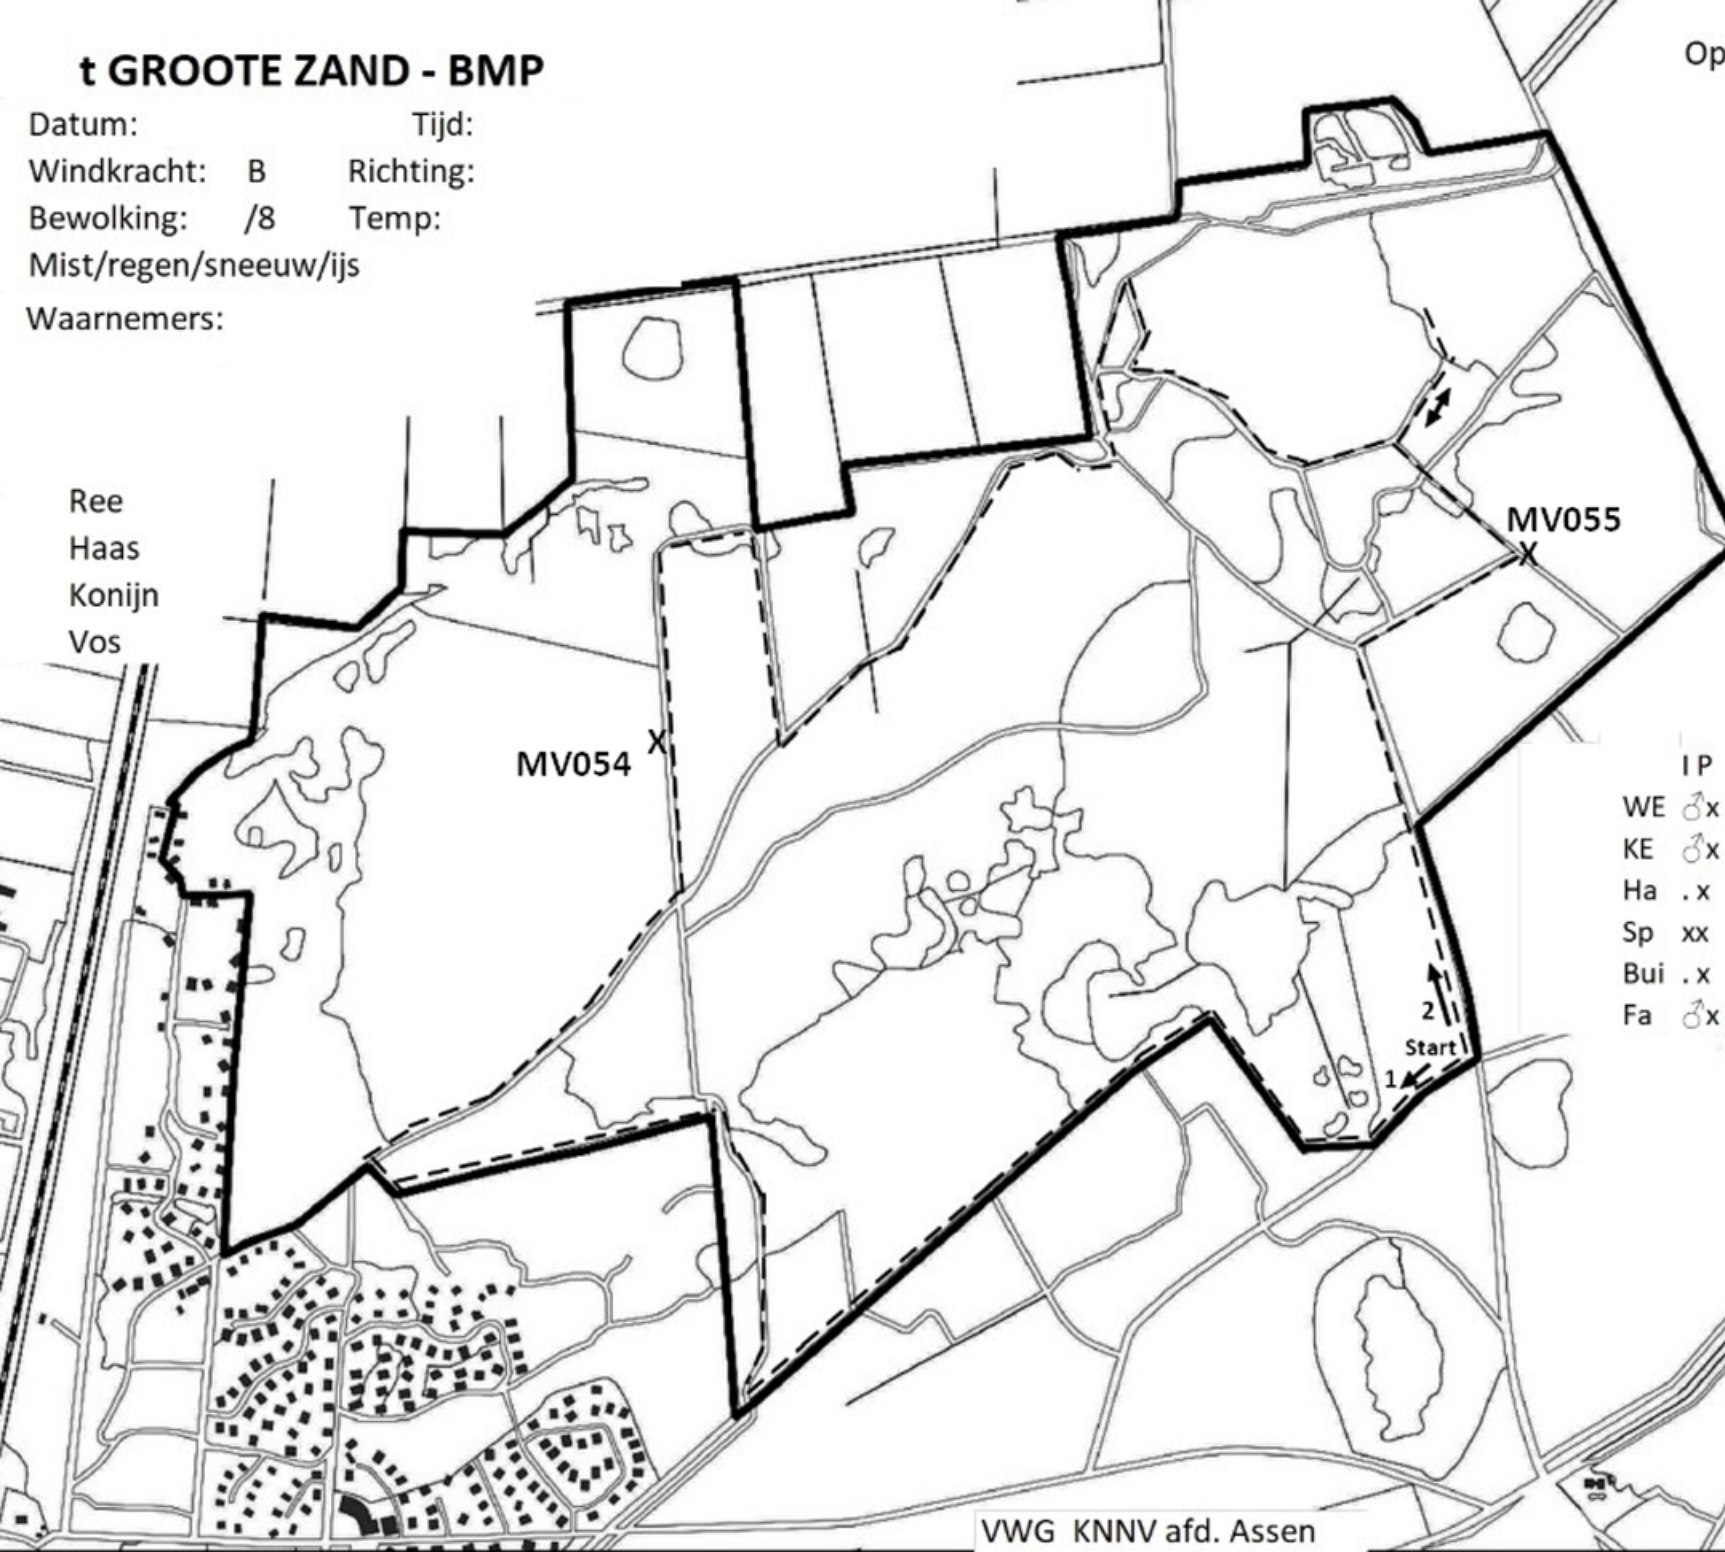 t GROOTE ZAND - BMP
Datum: Tijd:
Windkracht: B Richting:
Bewolking: /8 Temp:
Mist/regen/sneeuw/ijs
Waarnemers:
Op
Ree
Haas
Konijn
Vos
MV055
X
X
MV054
I P
WE ♂x
KE ♂x
Ha . x
Sp xx
Bui . x
Fa ♂x
2
Start
1
VWG KNNV afd. Assen